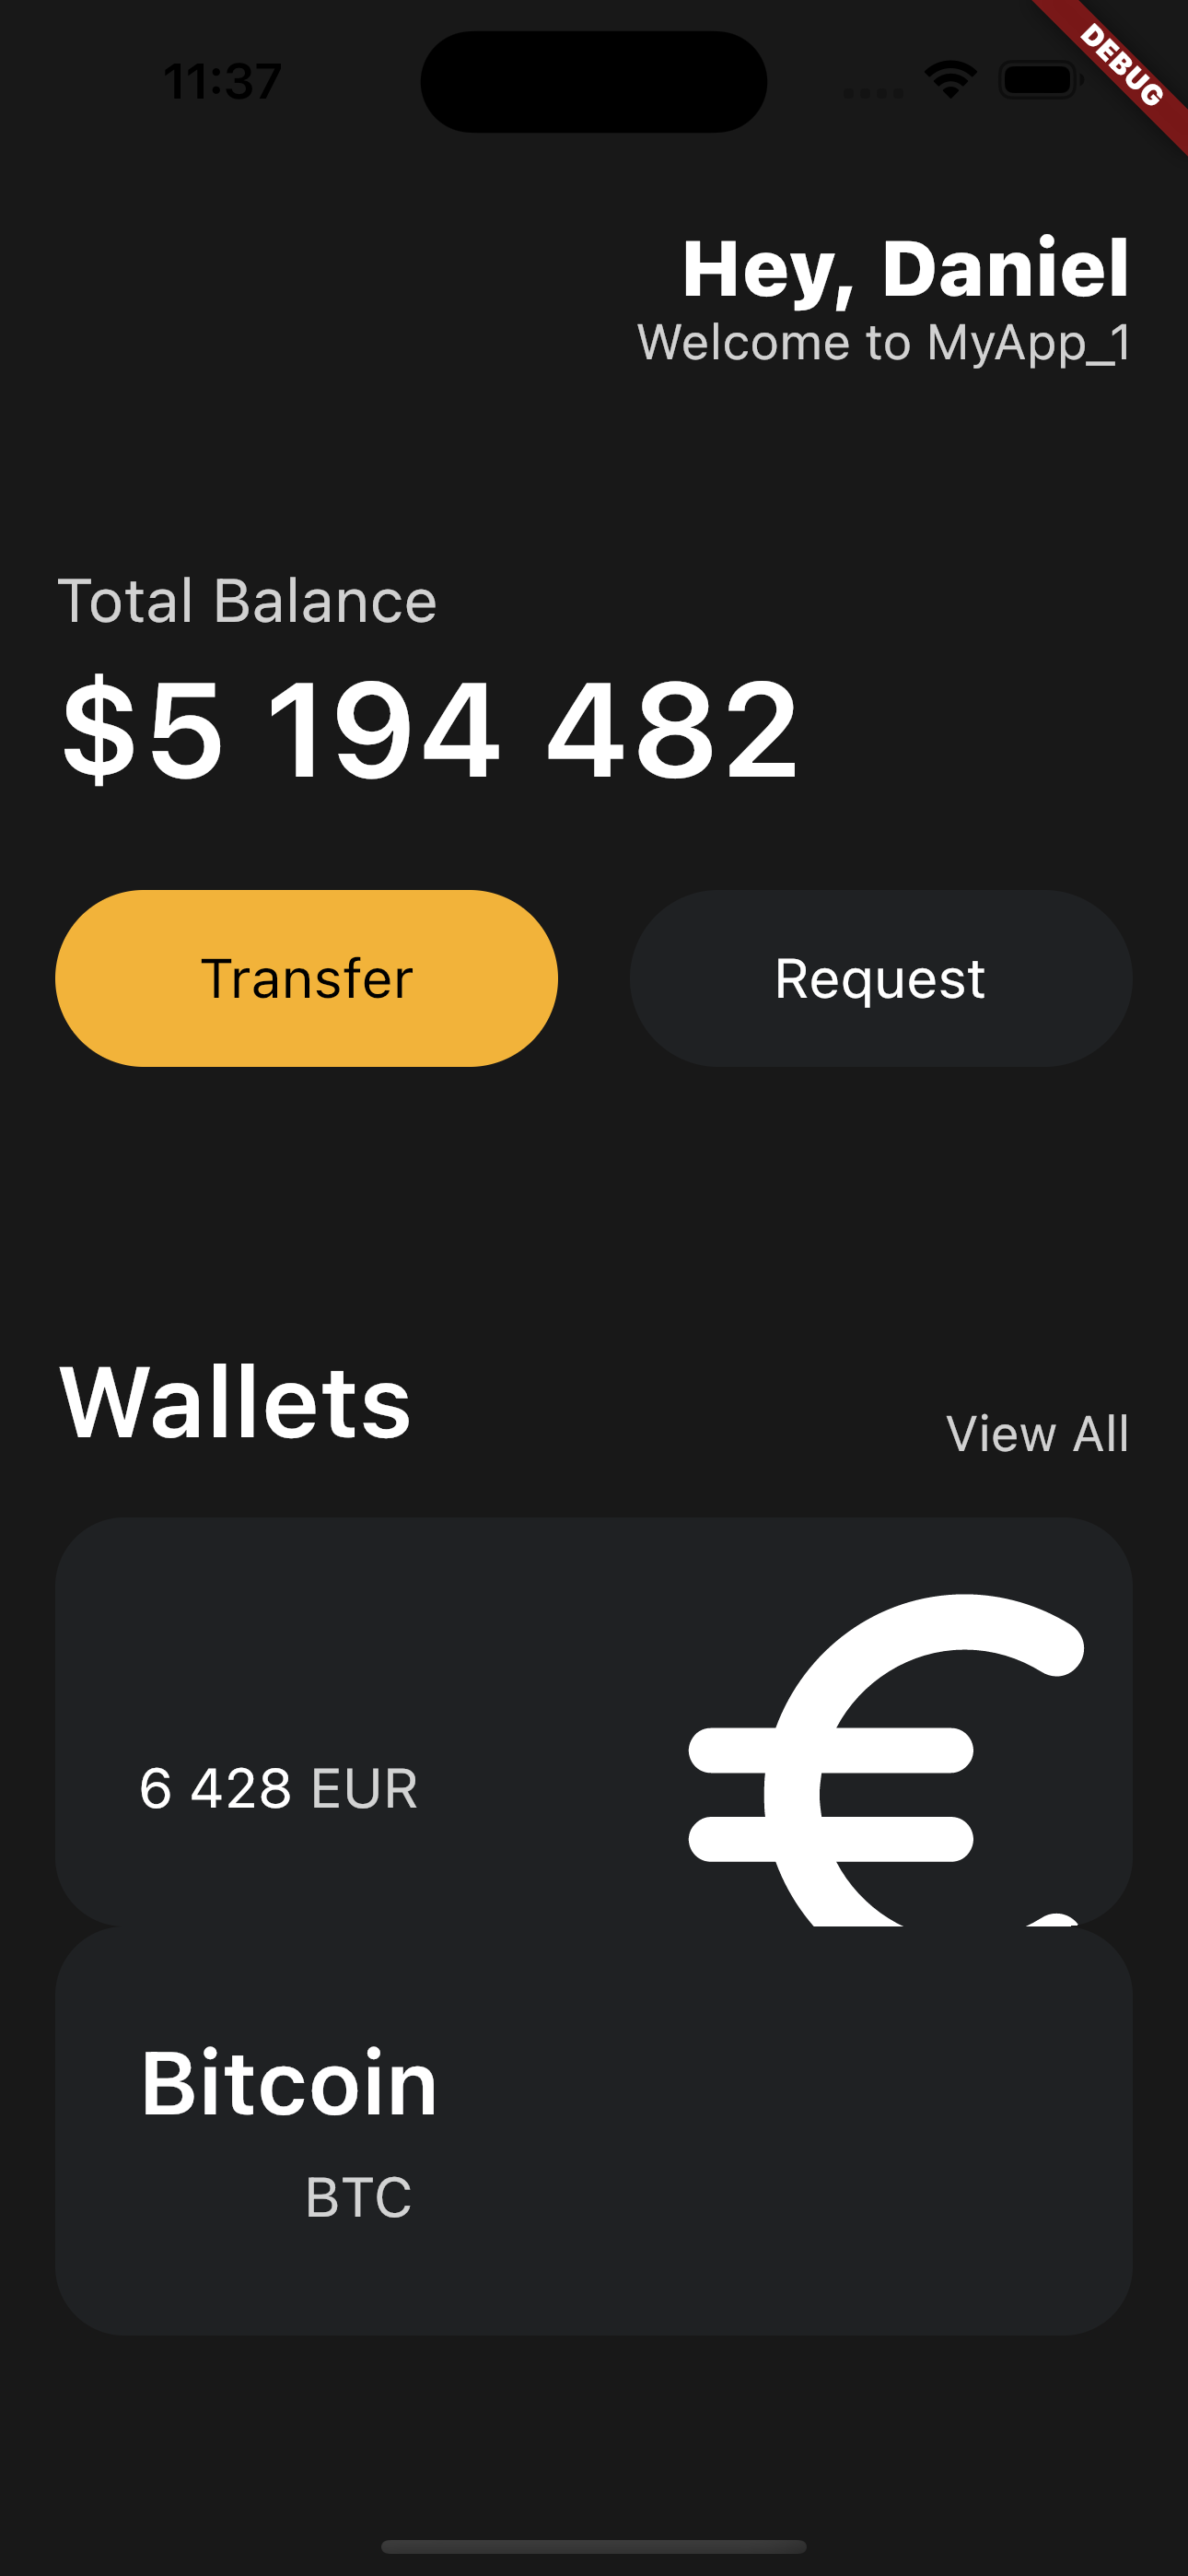 11:37
DEBUG
Hey, Daniel
Welcome to MyApp_1
Total Balance
$5 194 482
Transfer
Request
Wallets
View All
6 428 EUR
€
Bitcoin
BTC